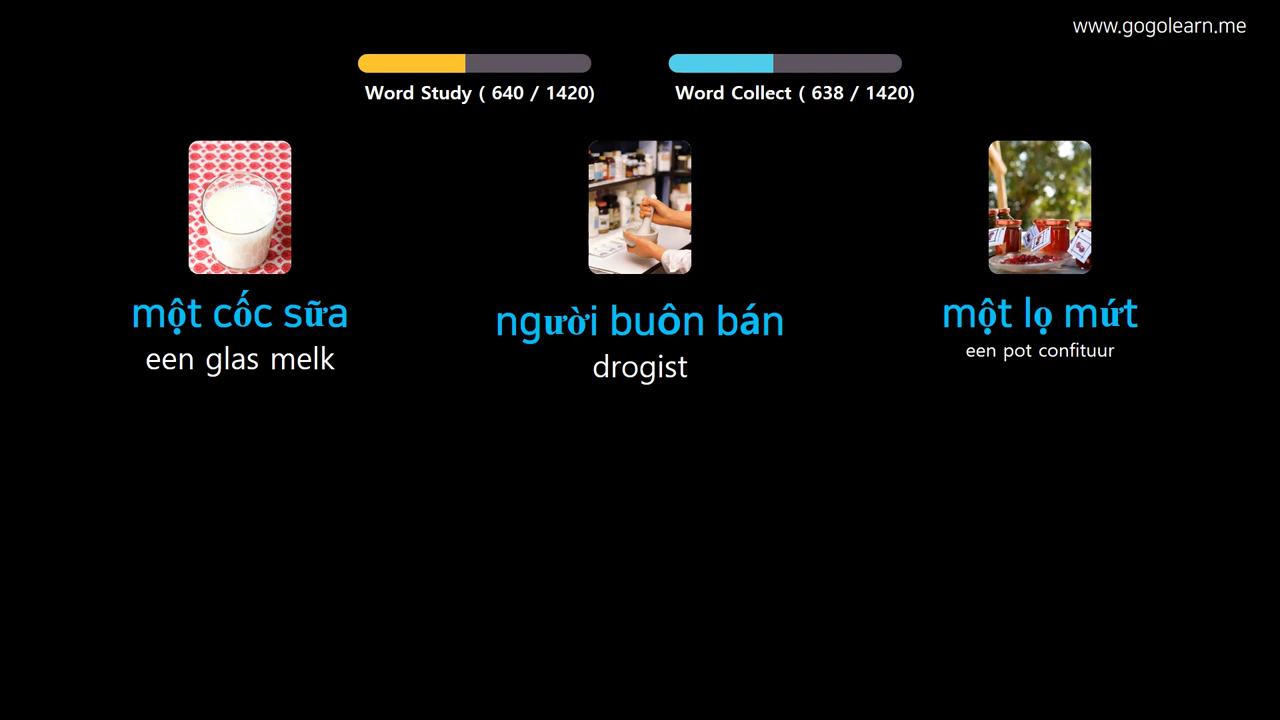 www.gogolearn.me
Word Study ( 640 / 1420)
Word Collect ( 638 / 1420)
một cốc sữa
een glas melk
người buôn bán
drogist
một lọ mứt
een pot confituur